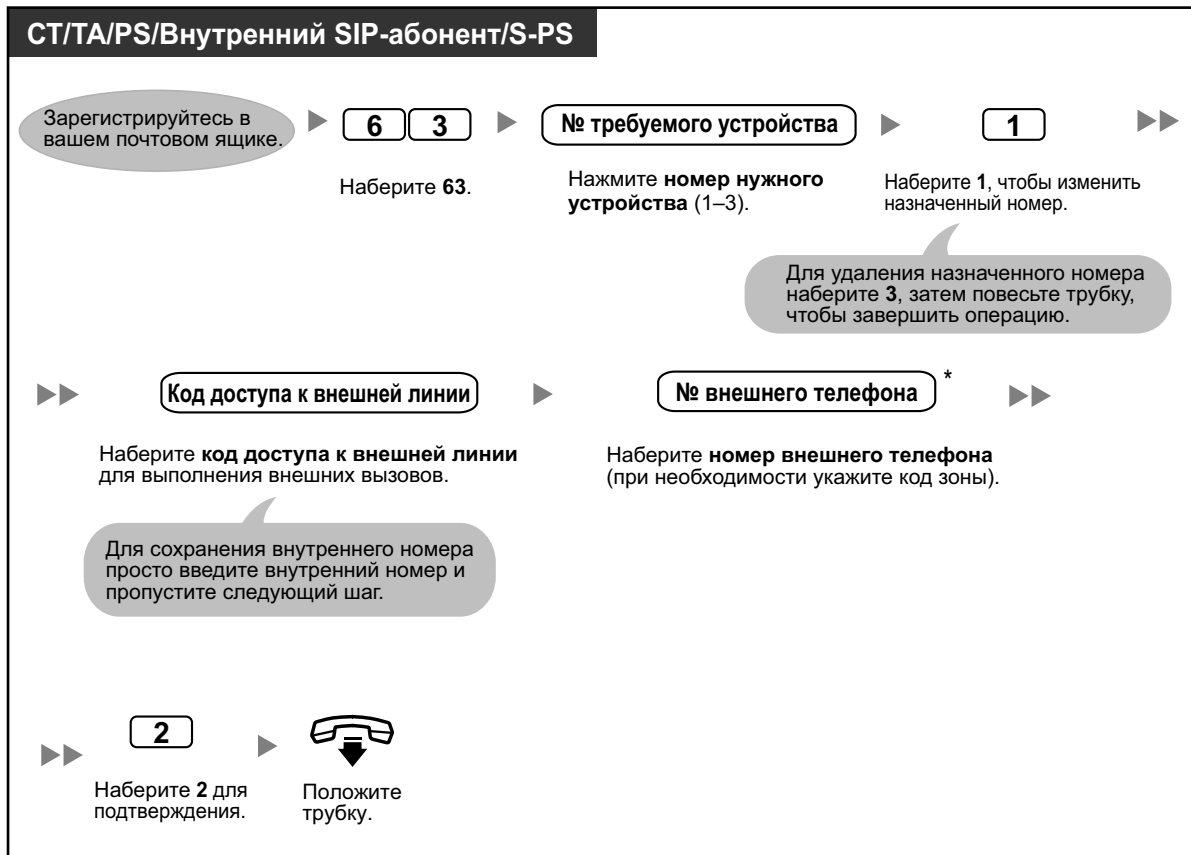 СТ/ТА/PS/Внутренний SIP-абонент/S-PS
Зарегистрируйтесь в
вашем почтовом ящике.
6 3
Наберите 63.
№ требуемого устройства
Нажмите номер нужного
устройства (1–3).
1
Наберите 1, чтобы изменить
назначенный номер.
Для удаления назначенного номера
наберите 3, затем повесьте трубку,
чтобы завершить операцию.
Код доступа к внешней линии
Наберите код доступа к внешней линии
для выполнения внешних вызовов.
Для сохранения внутреннего номера
просто введите внутренний номер и
пропустите следующий шаг.
№ внешнего телефона *
Наберите номер внешнего телефона
(при необходимости укажите код зоны).
2
Наберите 2 для
подтверждения.
Положите
трубку.